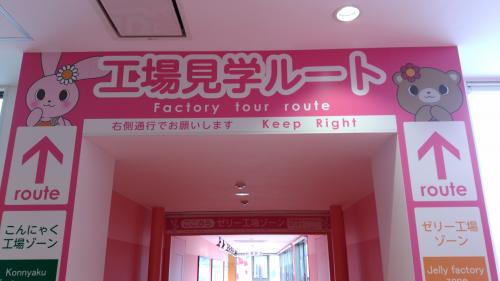 工場見学ルート
Factory tour route
右側通行でお願いします Keep Right
route
こんにゃく
工場ゾーン
Konnyaku
route
ゼリー工場
ゾーン
Jelly factory
zone
ゼリー工場ゾーン